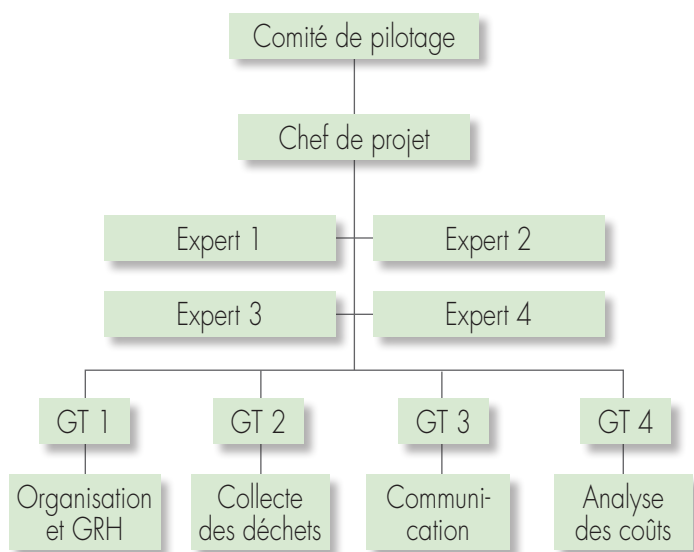 Comité de pilotage
Chef de projet
Expert 1
Expert 2
Expert 3
Expert 4
GT 1
GT 2
GT 3
GT 4
Organisation
et GRH
Collecte
des déchets
Communi-
cation
Analyse
des coûts